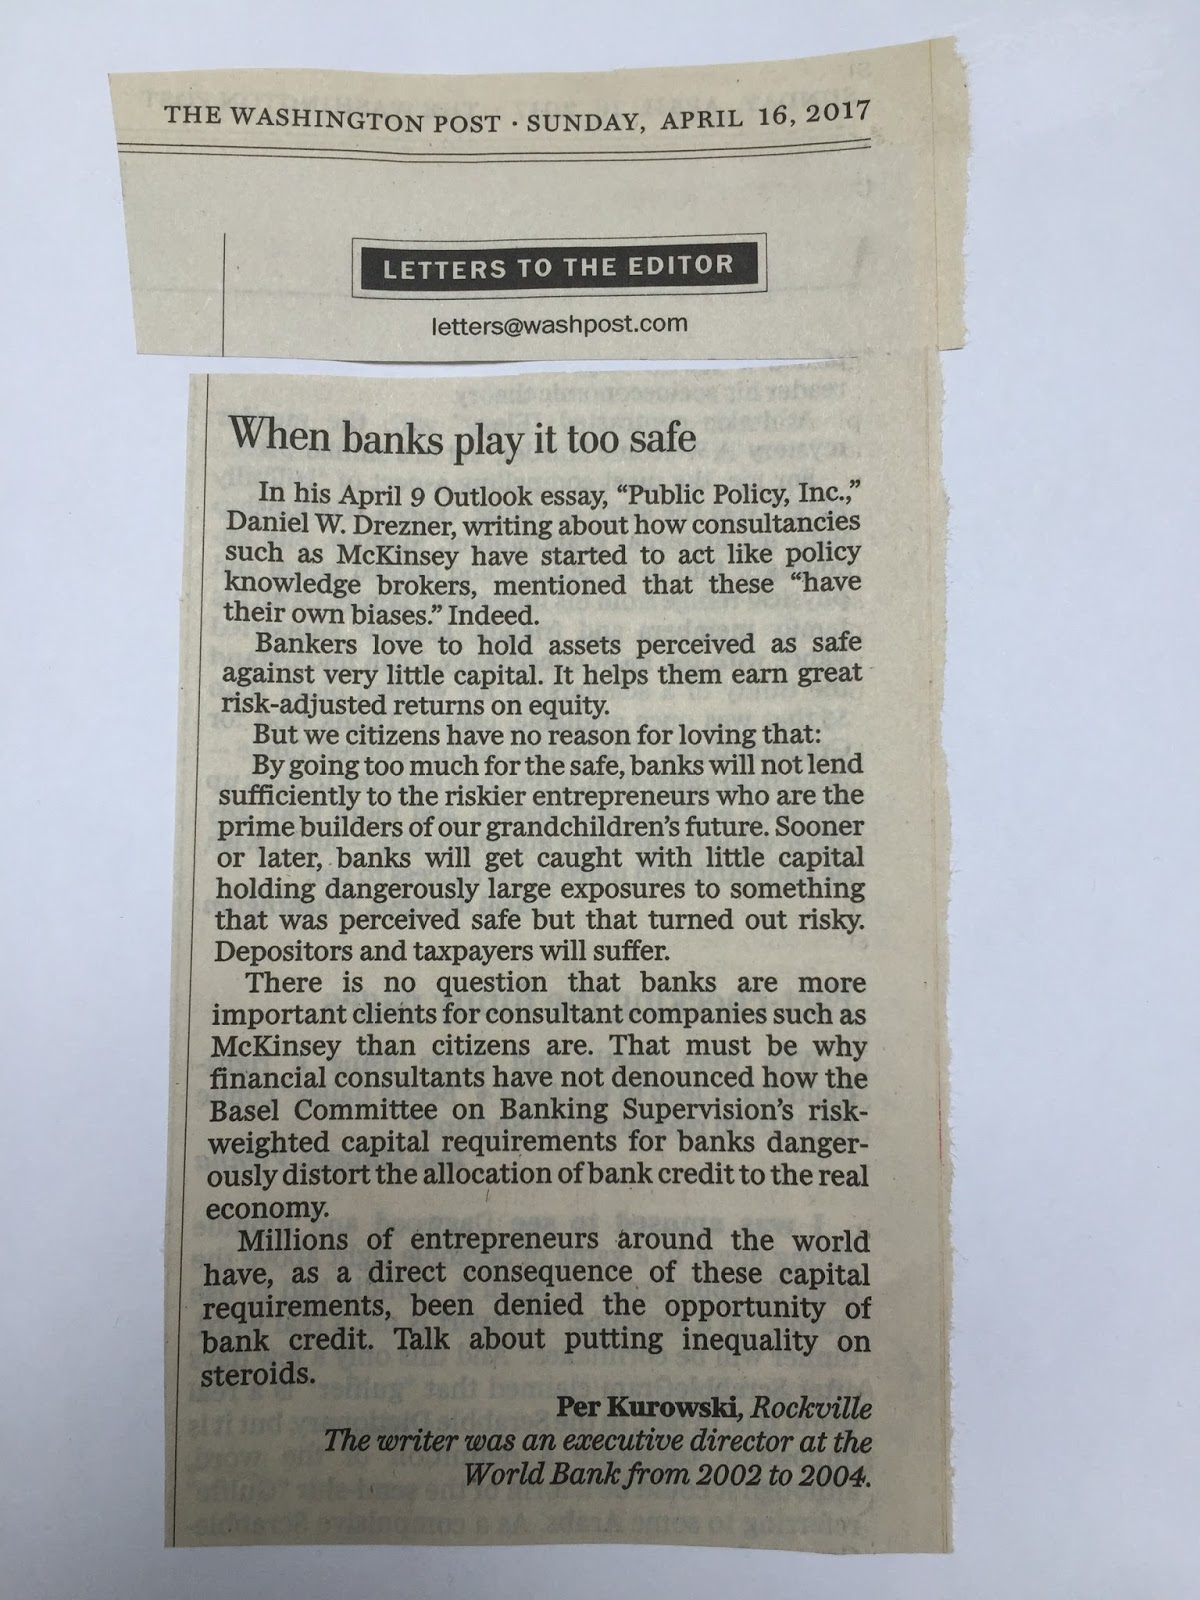 THE WASHINGTON POST · SUNDAY, APRIL 16, 2017
LETTERS TO THE EDITOR
letters@washpost.com
When banks play it too safe
In his April 9 Outlook essay, “Public Policy, Inc.,”
Daniel W. Drezner, writing about how consultancies
such as McKinsey have started to act like policy
knowledge brokers, mentioned that these “have
their own biases.” Indeed.
Bankers love to hold assets perceived as safe
against very little capital. It helps them earn great
risk-adjusted returns on equity.
But we citizens have no reason for loving that:
By going too much for the safe, banks will not lend
sufficiently to the riskier entrepreneurs who are the
prime builders of our grandchildren’s future. Sooner
or later, banks will get caught with little capital
holding dangerously large exposures to something
that was perceived safe but that turned out risky.
Depositors and taxpayers will suffer.
There is no question that banks are more
important clients for consultant companies such as
McKinsey than citizens are. That must be why
financial consultants have not denounced how the
Basel Committee on Banking Supervision’s risk-
weighted capital requirements for banks danger-
ously distort the allocation of bank credit to the real
economy.
Millions of entrepreneurs around the world
have, as a direct consequence of these capital
requirements, been denied the opportunity of
bank credit. Talk about putting inequality on
steroids.
Per Kurowski, Rockville
The writer was an executive director at the
World Bank from 2002 to 2004.